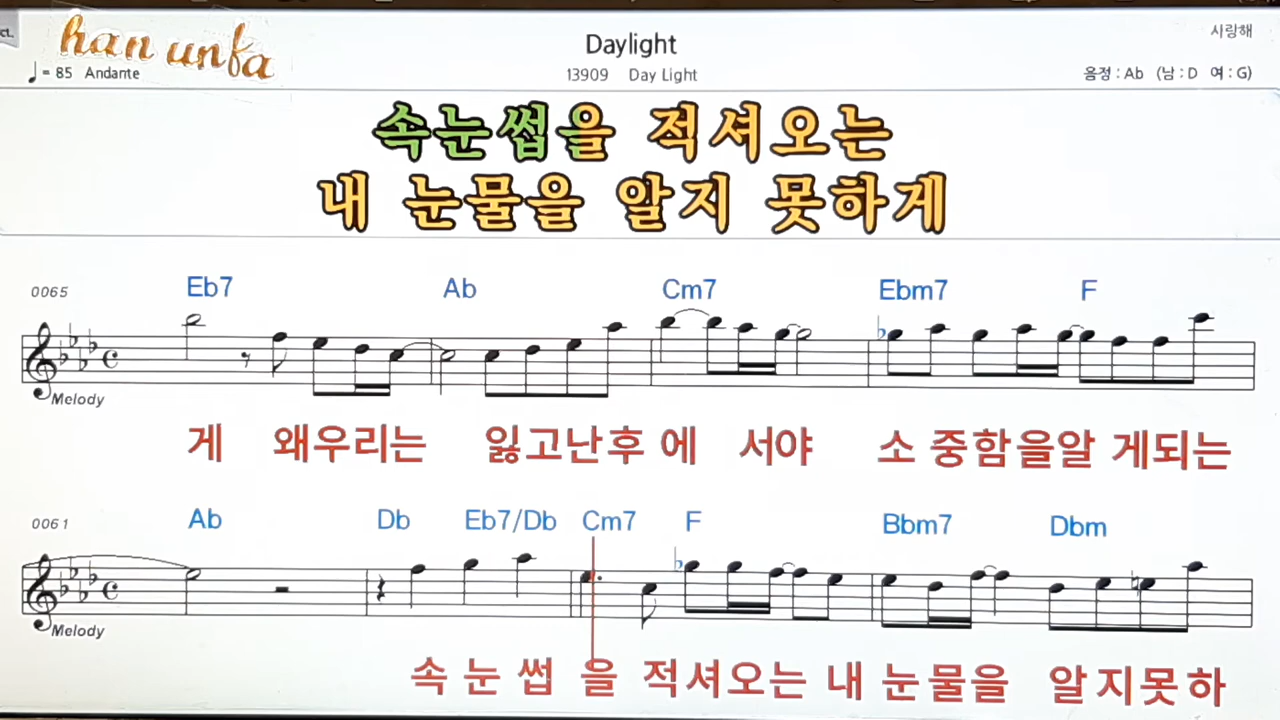 ct.
han unfa
Daylight
사랑해
♩= 85 Andante
13909 Day Light
음정 : Ab (남 : D 여 : G)
속눈썹을 적셔오는
내 눈물을 알지 못하게
0065
Eb7 Ab Cm7 Ebm7 F
Melody
게 왜우리는 잃고난후 에 서야 소 중함을알 게되는
0061
Ab Db Eb7/Db Cm7 F Bbm7 Dbm
Melody
속 눈 썹 을 적셔오는 내 눈물을 알지못하